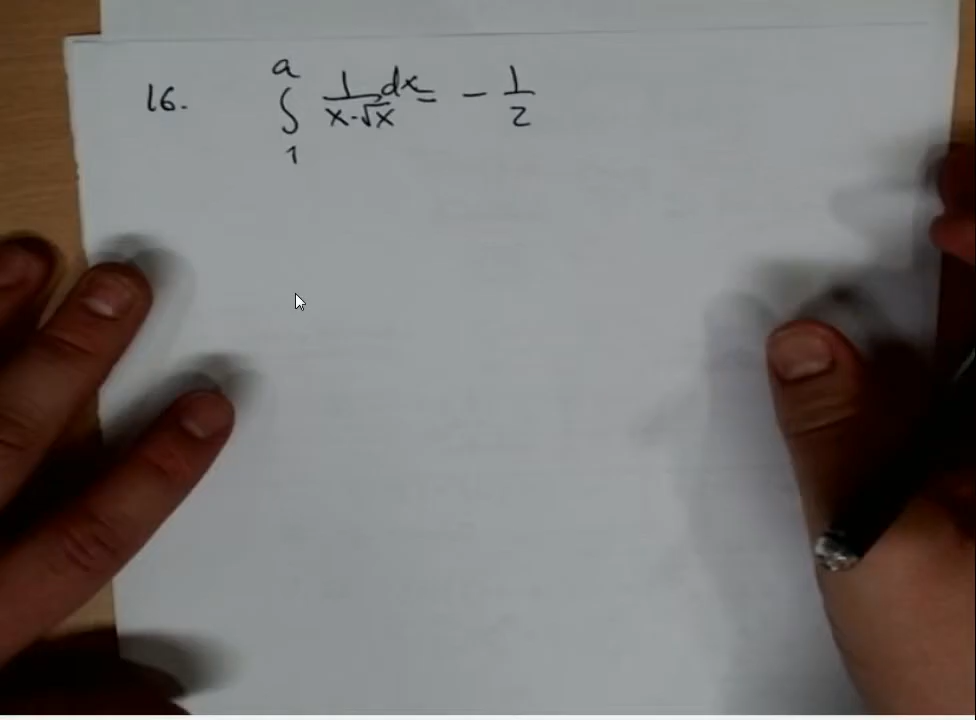 16. ∫₁ᵃ 1/(x·√x) dx = - 1/2